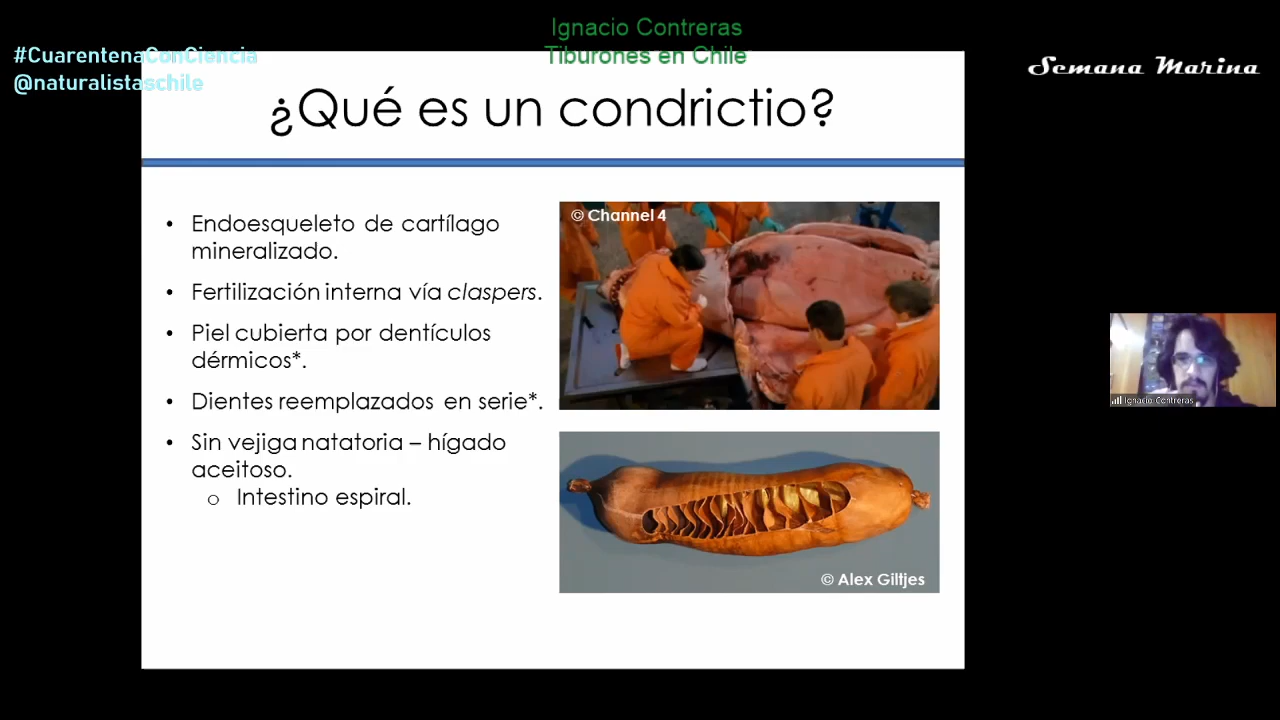 Ignacio Contreras
Tiburones en Chile
#CuarentenaConCiencia
@naturalistaschile
Semana Marina
¿Qué es un condrictio?
• Endoesqueleto de cartílago
mineralizado.
• Fertilización interna vía claspers.
• Piel cubierta por dentículos
dérmicos*.
• Dientes reemplazados en serie*.
• Sin vejiga natatoria – hígado
aceitoso.
o Intestino espiral.
© Channel 4
© Alex Giltjes
Ignacio Contreras